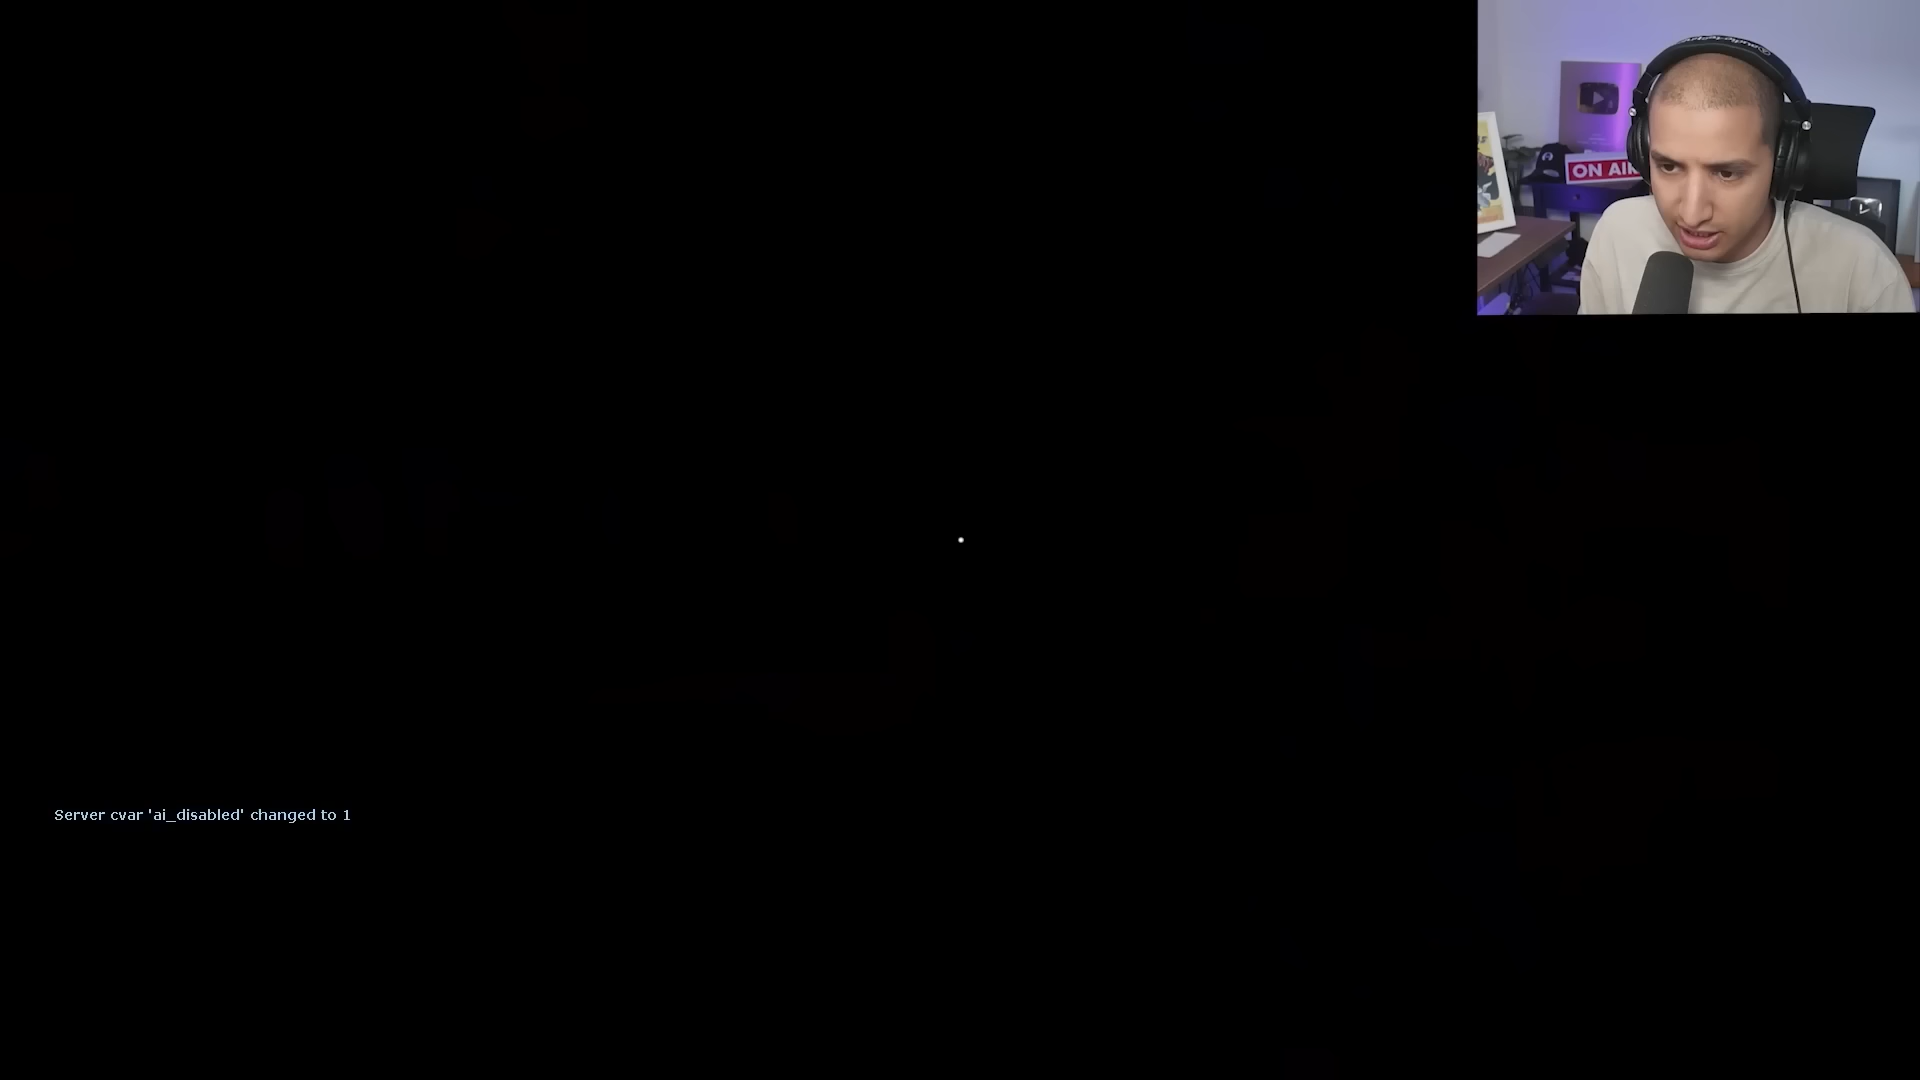 ON AIR
Server cvar 'ai_disabled' changed to 1